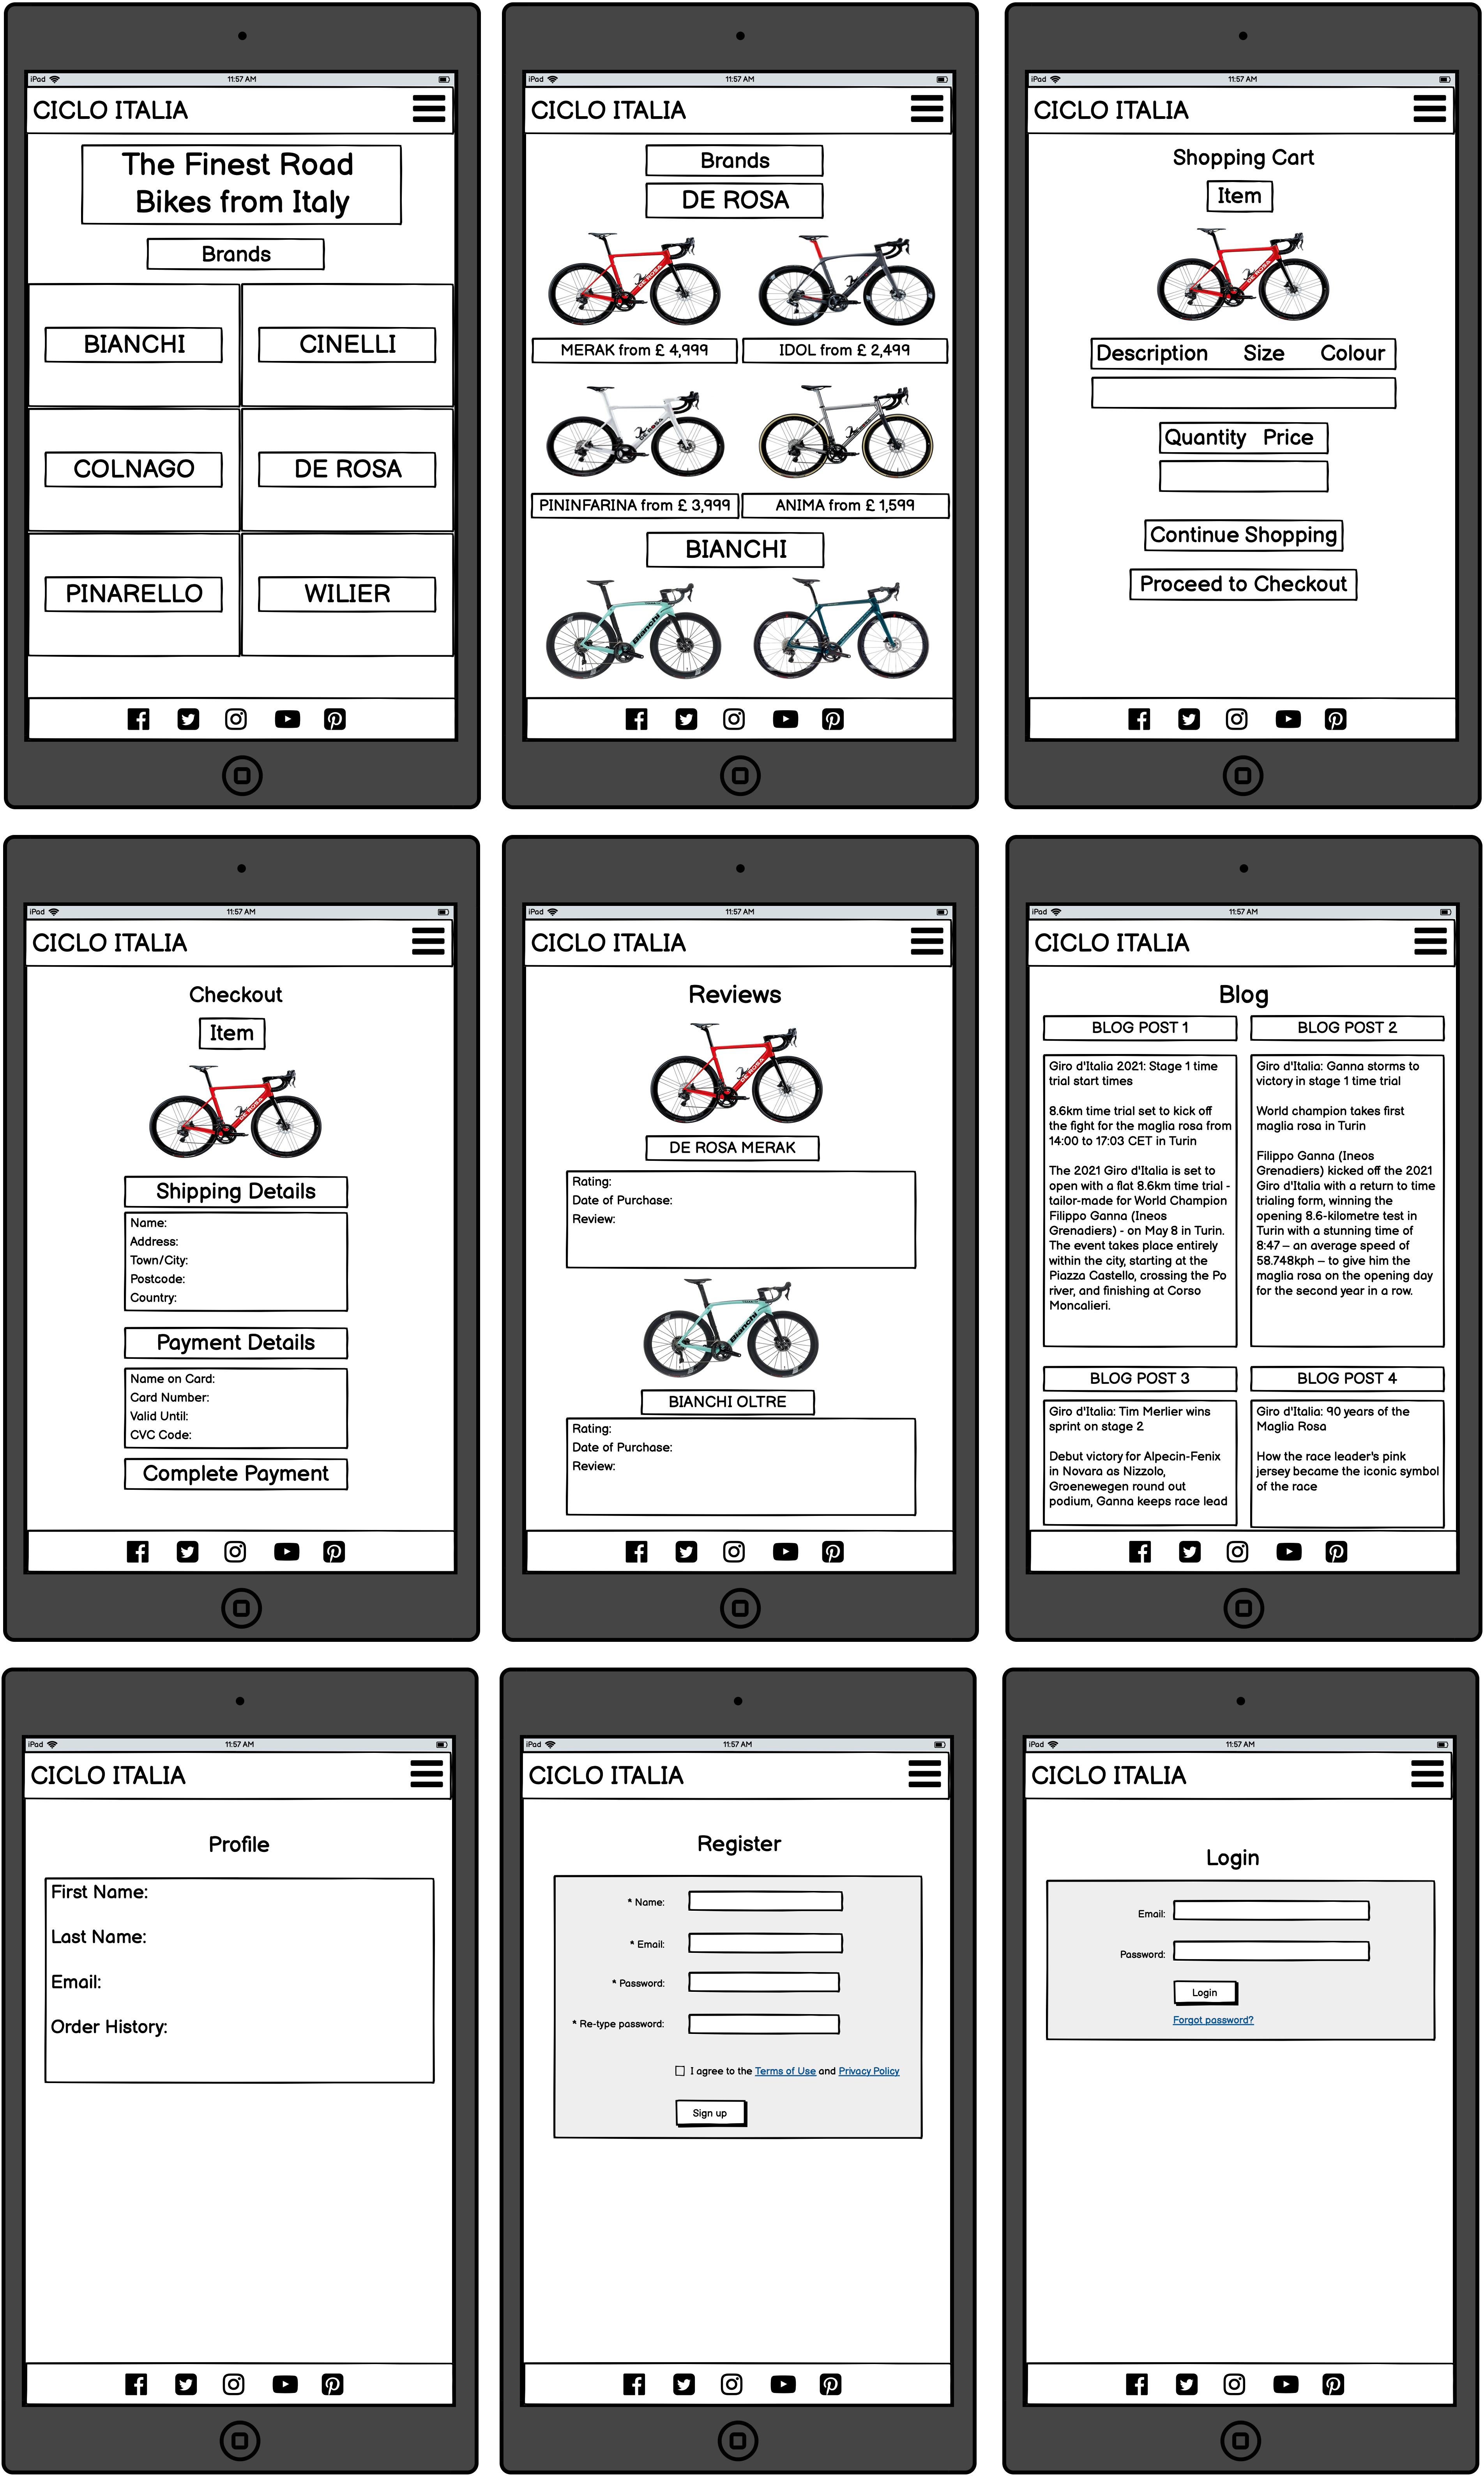 iPad 11:57 AM
CICLO ITALIA
The Finest Road
Bikes from Italy
Brands
BIANCHI CINELLI
COLNAGO DE ROSA
PINARELLO WILIER
iPad 11:57 AM
CICLO ITALIA
Brands
DE ROSA
DE ROSA
MERAK from £ 4,999 IDOL from £ 2,499
DE ROSA
PININFARINA from £ 3,999 ANIMA from £ 1,599
BIANCHI
Bianchi
iPad 11:57 AM
CICLO ITALIA
Shopping Cart
Item
DE ROSA
Description Size Colour
Quantity Price
Continue Shopping
Proceed to Checkout
iPad 11:57 AM
CICLO ITALIA
Checkout
Item
DE ROSA
Shipping Details
Name:
Address:
Town/City:
Postcode:
Country:
Payment Details
Name on Card:
Card Number:
Valid Until:
CVC Code:
Complete Payment
iPad 11:57 AM
CICLO ITALIA
Reviews
DE ROSA
DE ROSA MERAK
Rating:
Date of Purchase:
Review:
Bianchi
BIANCHI OLTRE
Rating:
Date of Purchase:
Review:
iPad 11:57 AM
CICLO ITALIA
Blog
BLOG POST 1
Giro d'Italia 2021: Stage 1 time
trial start times
8.6km time trial set to kick off
the fight for the maglia rosa from
14:00 to 17:03 CET in Turin
The 2021 Giro d'Italia is set to
open with a flat 8.6km time trial -
tailor-made for World Champion
Filippo Ganna (Ineos
Grenadiers) - on May 8 in Turin.
The event takes place entirely
within the city, starting at the
Piazza Castello, crossing the Po
river, and finishing at Corso
Moncalieri.
BLOG POST 2
Giro d'Italia: Ganna storms to
victory in stage 1 time trial
World champion takes first
maglia rosa in Turin
Filippo Ganna (Ineos
Grenadiers) kicked off the 2021
Giro d'Italia with a return to time
trialing form, winning the
opening 8.6-kilometre test in
Turin with a stunning time of
8:47 – an average speed of
58.748kph – to give him the
maglia rosa on the opening day
for the second year in a row.
BLOG POST 3
Giro d'Italia: Tim Merlier wins
sprint on stage 2
Debut victory for Alpecin-Fenix
in Novara as Nizzolo,
Groenewegen round out
podium, Ganna keeps race lead
BLOG POST 4
Giro d'Italia: 90 years of the
Maglia Rosa
How the race leader's pink
jersey became the iconic symbol
of the race
iPad 11:57 AM
CICLO ITALIA
Profile
First Name:
Last Name:
Email:
Order History:
iPad 11:57 AM
CICLO ITALIA
Register
* Name:
* Email:
* Password:
* Re-type password:
I agree to the Terms of Use and Privacy Policy
Sign up
iPad 11:57 AM
CICLO ITALIA
Login
Email:
Password:
Login
Forgot password?